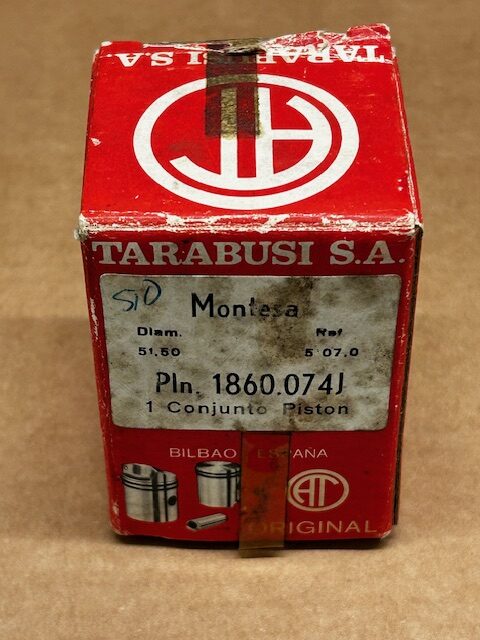 TARABUSI S.A
TARABUSI S.A.
STD
Montesa
Diam. Ref
51,50 5 07.0
Pln. 1860.074J
1 Conjunto Piston
BILBAO ESPAÑA
ORIGINAL